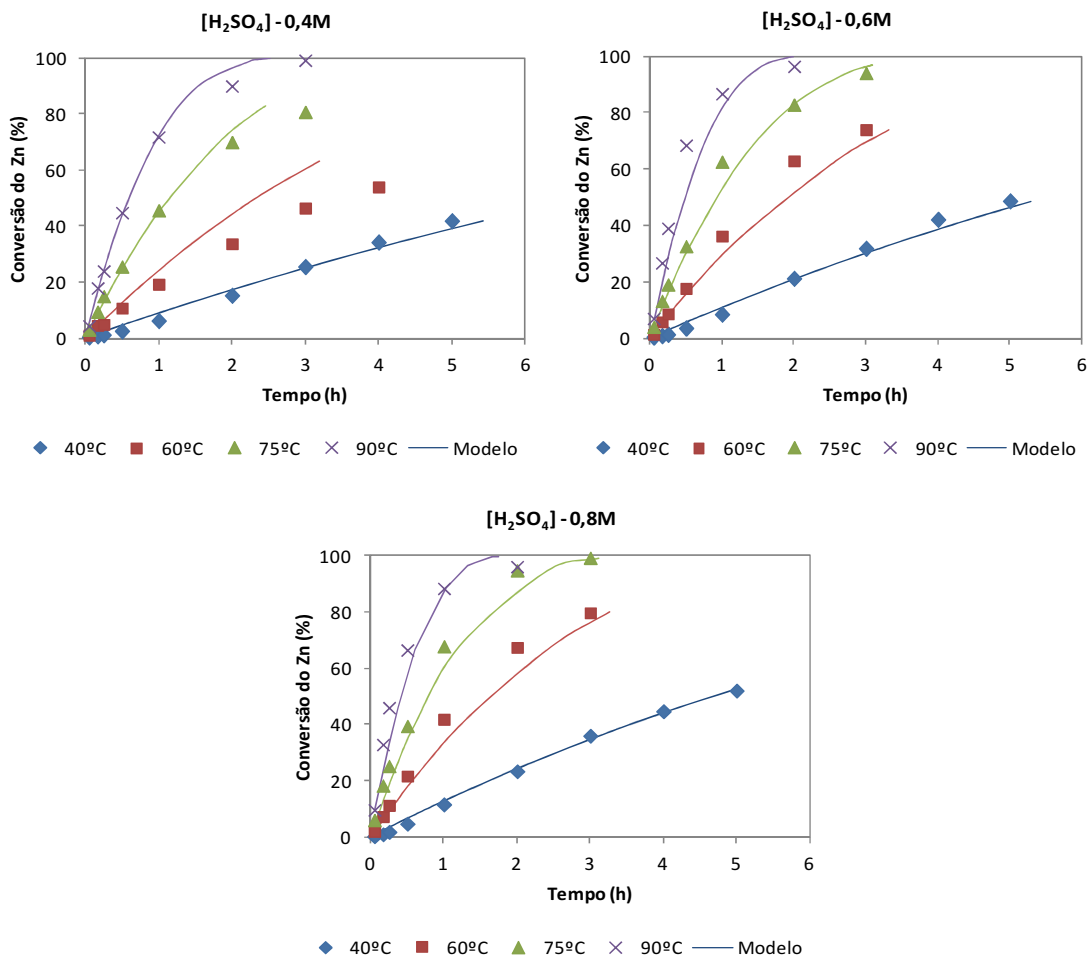 [H₂SO₄] - 0,4M
Conversão do Zn (%)
100
80
60
40
20
0
0 1 2 3 4 5 6
Tempo (h)
40ºC 60ºC 75ºC 90ºC Modelo
[H₂SO₄] - 0,6M
Conversão do Zn (%)
100
80
60
40
20
0
0 1 2 3 4 5 6
Tempo (h)
40ºC 60ºC 75ºC 90ºC Modelo
[H₂SO₄] - 0,8M
Conversão do Zn (%)
100
80
60
40
20
0
0 1 2 3 4 5 6
Tempo (h)
40ºC 60ºC 75ºC 90ºC Modelo